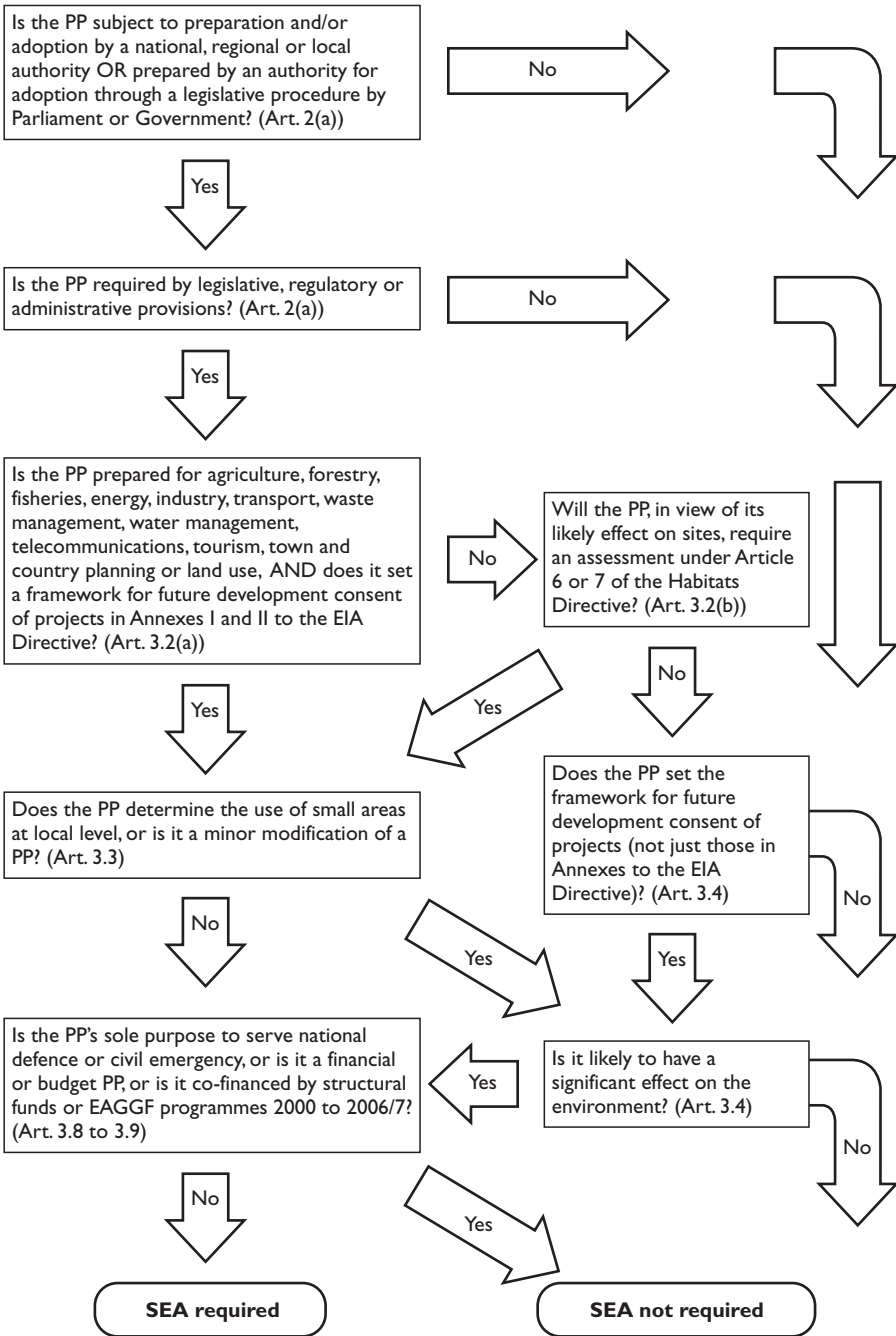 Is the PP subject to preparation and/or
adoption by a national, regional or local
authority OR prepared by an authority for
adoption through a legislative procedure by
Parliament or Government? (Art. 2(a))
No
Yes
Is the PP required by legislative, regulatory or
administrative provisions? (Art. 2(a))
No
Yes
Is the PP prepared for agriculture, forestry,
fisheries, energy, industry, transport, waste
management, water management,
telecommunications, tourism, town and
country planning or land use, AND does it set
a framework for future development consent
of projects in Annexes I and II to the EIA
Directive? (Art. 3.2(a))
No
Will the PP, in view of its
likely effect on sites, require
an assessment under Article
6 or 7 of the Habitats
Directive? (Art. 3.2(b))
Yes
Yes
No
Does the PP determine the use of small areas
at local level, or is it a minor modification of a
PP? (Art. 3.3)
Does the PP set the
framework for future
development consent of
projects (not just those in
Annexes to the EIA
Directive)? (Art. 3.4)
No
No
Yes
Yes
Is the PP's sole purpose to serve national
defence or civil emergency, or is it a financial
or budget PP, or is it co-financed by structural
funds or EAGGF programmes 2000 to 2006/7?
(Art. 3.8 to 3.9)
Yes
Is it likely to have a
significant effect on the
environment? (Art. 3.4)
No
No
Yes
SEA required
SEA not required